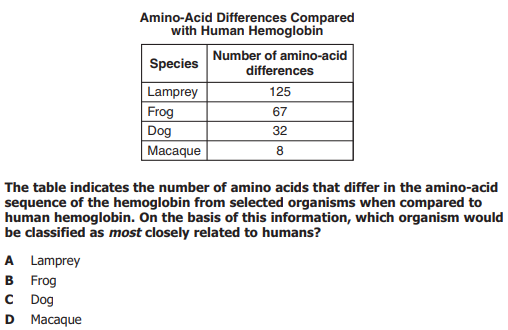 Amino-Acid Differences Compared
with Human Hemoglobin
Species Number of amino-acid differences
Lamprey 125
Frog 67
Dog 32
Macaque 8
The table indicates the number of amino acids that differ in the amino-acid
sequence of the hemoglobin from selected organisms when compared to
human hemoglobin. On the basis of this information, which organism would
be classified as most closely related to humans?
A Lamprey
B Frog
C Dog
D Macaque